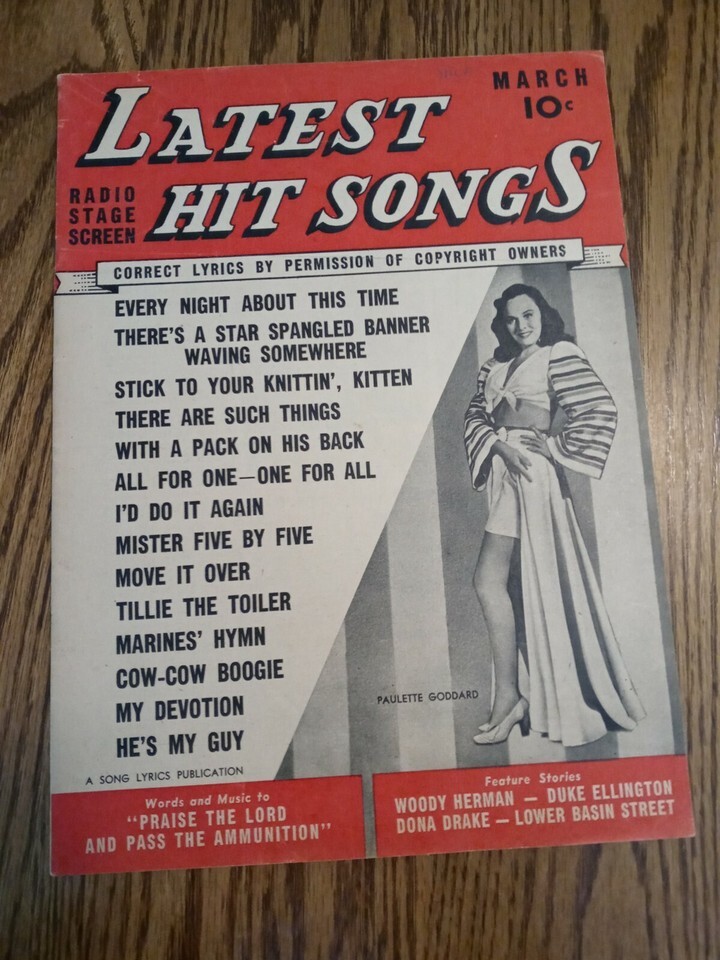 MARCH
10c
LATEST
HIT SONGS
RADIO
STAGE
SCREEN
CORRECT LYRICS BY PERMISSION OF COPYRIGHT OWNERS
EVERY NIGHT ABOUT THIS TIME
THERE'S A STAR SPANGLED BANNER
WAVING SOMEWHERE
STICK TO YOUR KNITTIN', KITTEN
THERE ARE SUCH THINGS
WITH A PACK ON HIS BACK
ALL FOR ONE—ONE FOR ALL
I'D DO IT AGAIN
MISTER FIVE BY FIVE
MOVE IT OVER
TILLIE THE TOILER
MARINES' HYMN
COW-COW BOOGIE
MY DEVOTION
HE'S MY GUY
PAULETTE GODDARD
A SONG LYRICS PUBLICATION
Words and Music to
"PRAISE THE LORD
AND PASS THE AMMUNITION"
Feature Stories
WOODY HERMAN — DUKE ELLINGTON
DONA DRAKE — LOWER BASIN STREET